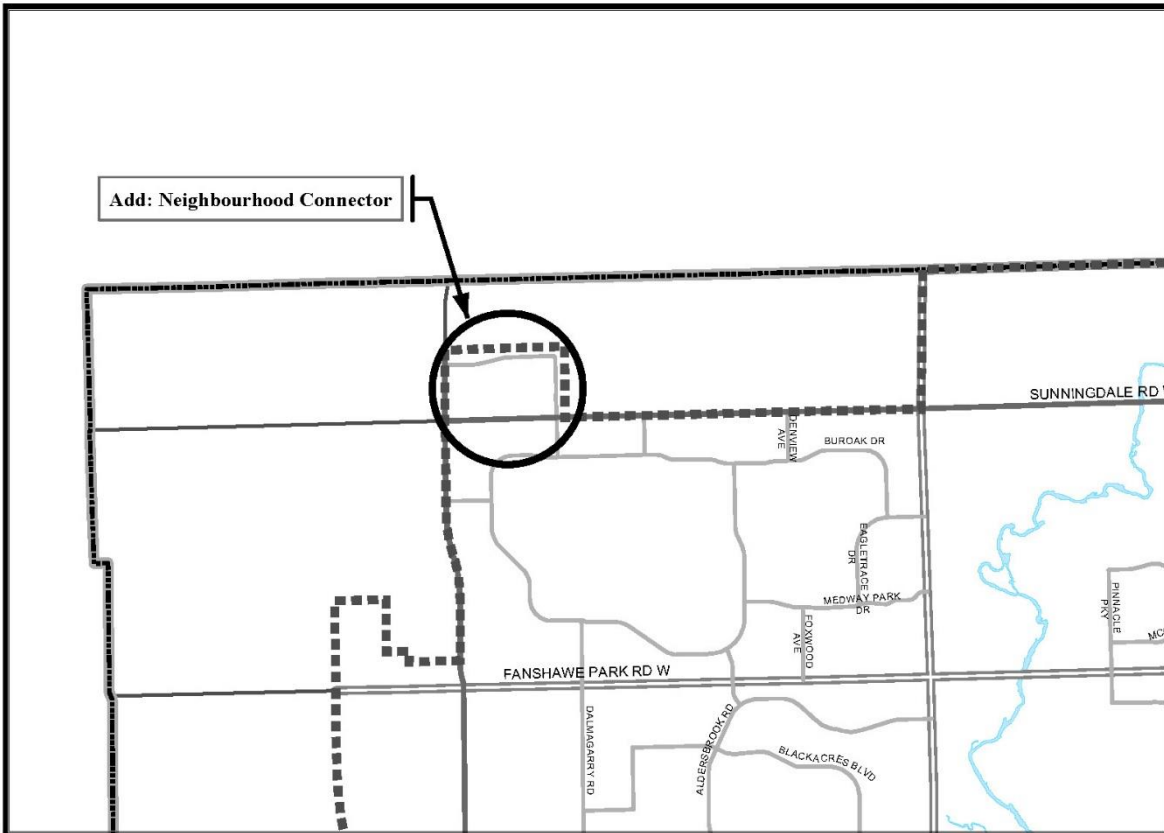 Add: Neighbourhood Connector
SUNNINGDALE RD
DENVIEW
AVE
BUROAK DR
EAGLETRACE
DR
MEDWAY PARK
DR
PINNACLE
PKY
FOXWOOD
AVE
FANSHAWE PARK RD W
DALMAGARRY RD
ALDERSBROOK RD
BLACKACRES BLVD